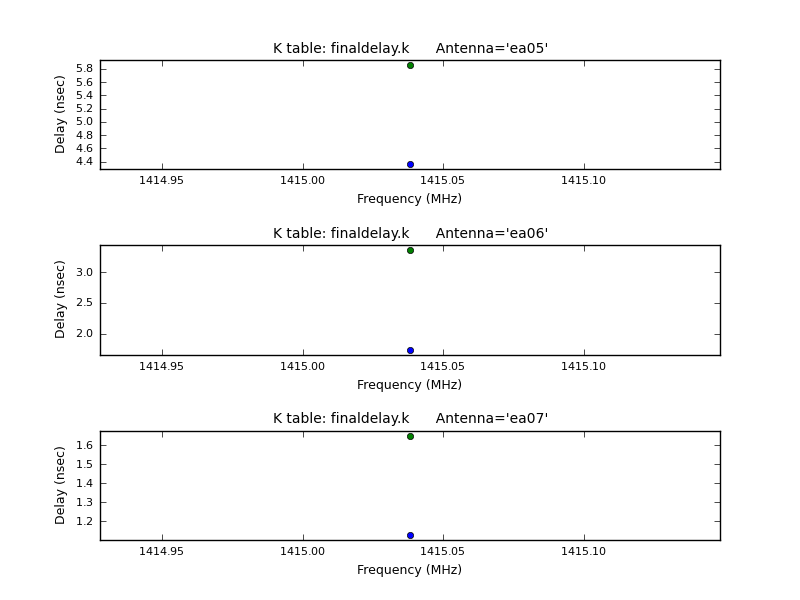 K table: finaldelay.k Antenna='ea05'
5.8
5.6
5.4
5.2
5.0
4.8
4.6
4.4
Delay (nsec)
1414.95 1415.00 1415.05 1415.10
Frequency (MHz)
K table: finaldelay.k Antenna='ea06'
3.0
2.5
2.0
Delay (nsec)
1414.95 1415.00 1415.05 1415.10
Frequency (MHz)
K table: finaldelay.k Antenna='ea07'
1.6
1.5
1.4
1.3
1.2
Delay (nsec)
1414.95 1415.00 1415.05 1415.10
Frequency (MHz)